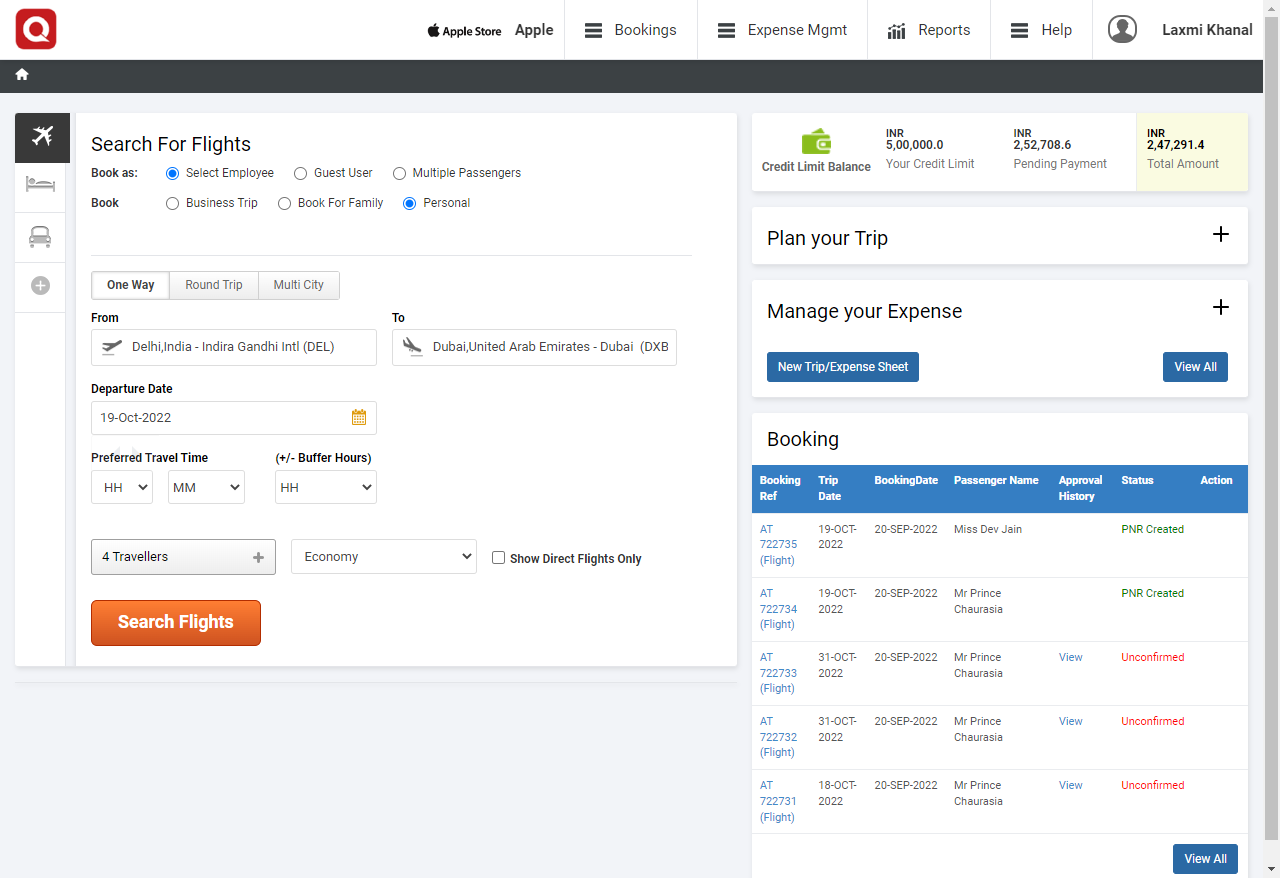 Apple Store Apple Bookings Expense Mgmt Reports Help Laxmi Khanal
Search For Flights
Book as: Select Employee Guest User Multiple Passengers
Book Business Trip Book For Family Personal
One Way Round Trip Multi City
From To
Delhi,India - Indira Gandhi Intl (DEL) Dubai,United Arab Emirates - Dubai (DXB
Departure Date
19-Oct-2022
Preferred Travel Time (+/- Buffer Hours)
HH MM HH
4 Travellers Economy Show Direct Flights Only
Search Flights
Credit Limit Balance
INR
5,00,000.0
Your Credit Limit
INR
2,52,708.6
Pending Payment
INR
2,47,291.4
Total Amount
Plan your Trip
Manage your Expense
New Trip/Expense Sheet View All
Booking
Booking Trip BookingDate Passenger Name Approval Status Action
Ref Date History
AT 19-OCT- 20-SEP-2022 Miss Dev Jain PNR Created
722735 2022
(Flight)
AT 19-OCT- 20-SEP-2022 Mr Prince PNR Created
722734 2022 Chaurasia
(Flight)
AT 31-OCT- 20-SEP-2022 Mr Prince View Unconfirmed
722733 2022 Chaurasia
(Flight)
AT 31-OCT- 20-SEP-2022 Mr Prince View Unconfirmed
722732 2022 Chaurasia
(Flight)
AT 18-OCT- 20-SEP-2022 Mr Prince View Unconfirmed
722731 2022 Chaurasia
(Flight)
View All